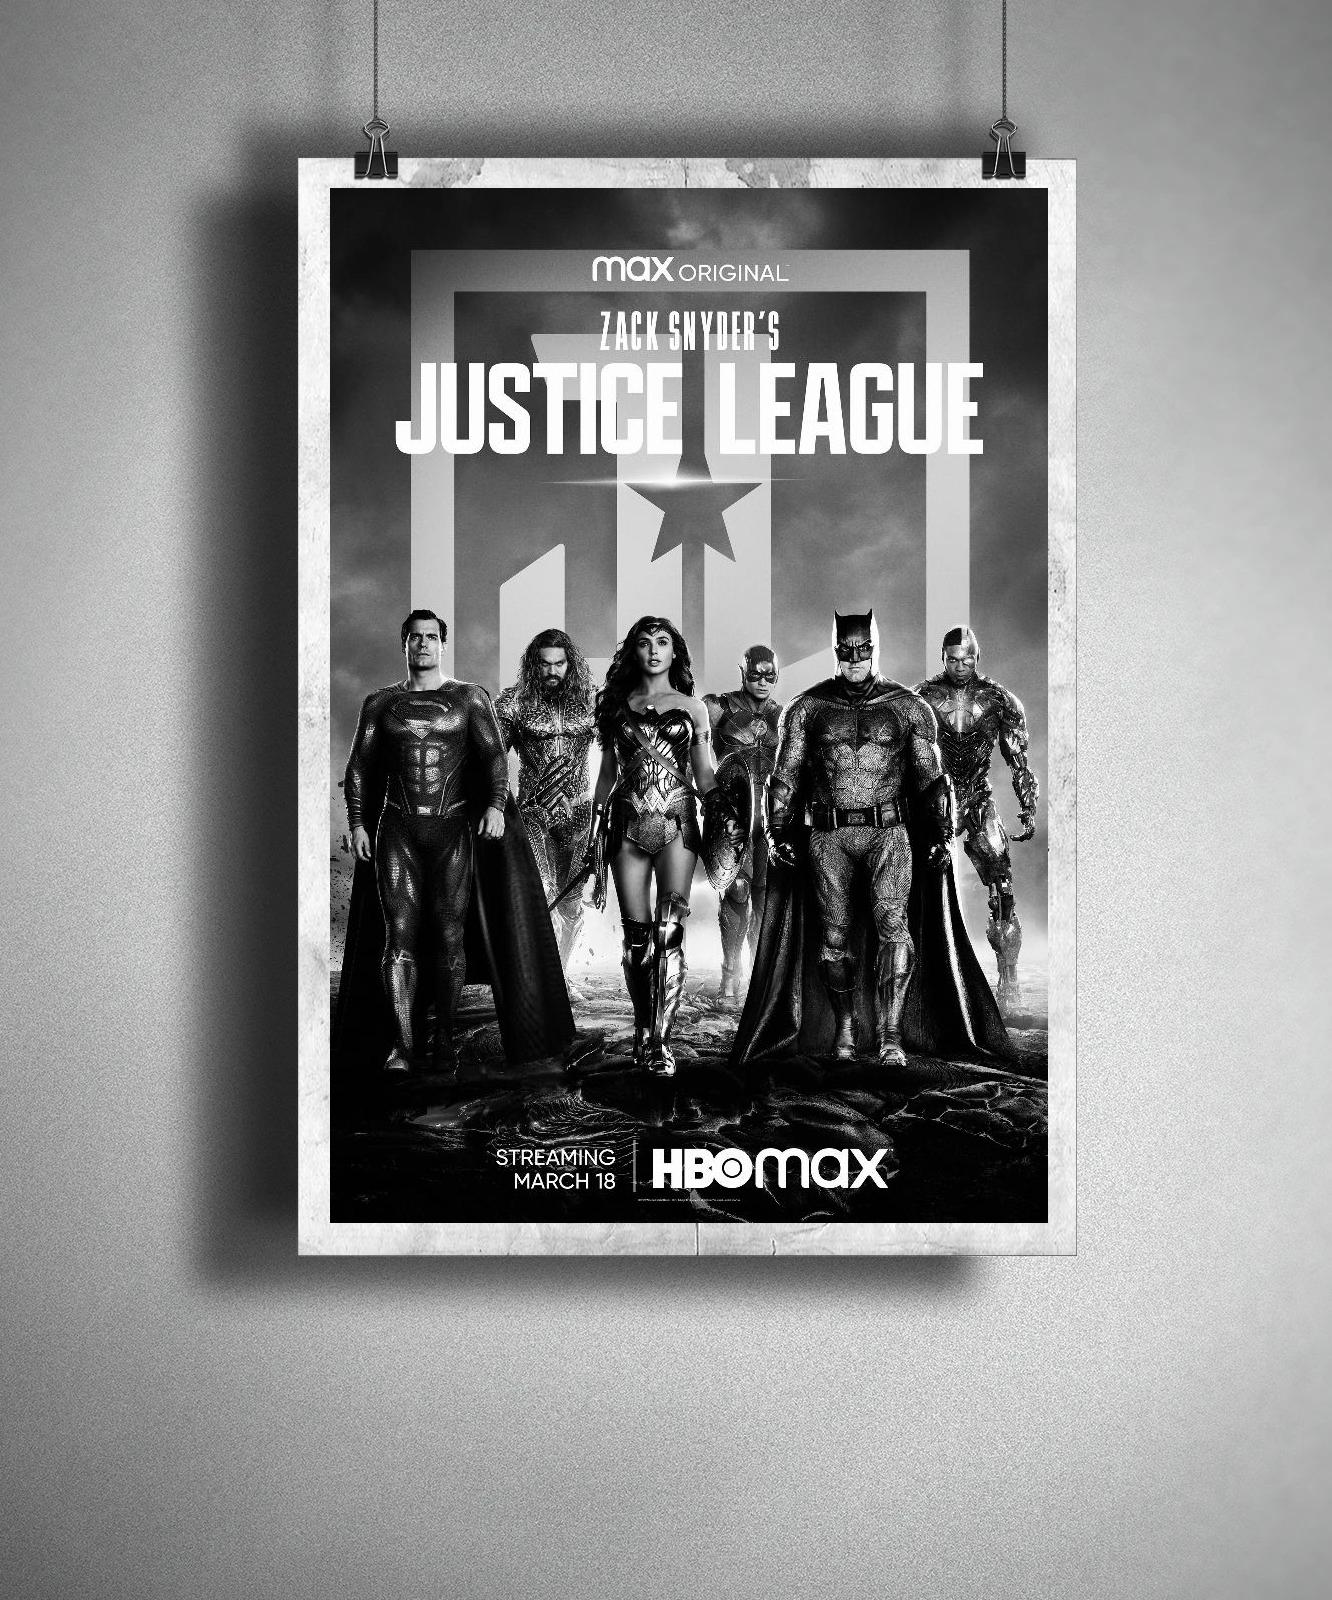 max ORIGINAL
ZACK SNYDER'S
JUSTICE LEAGUE
STREAMING
MARCH 18
HBOmax